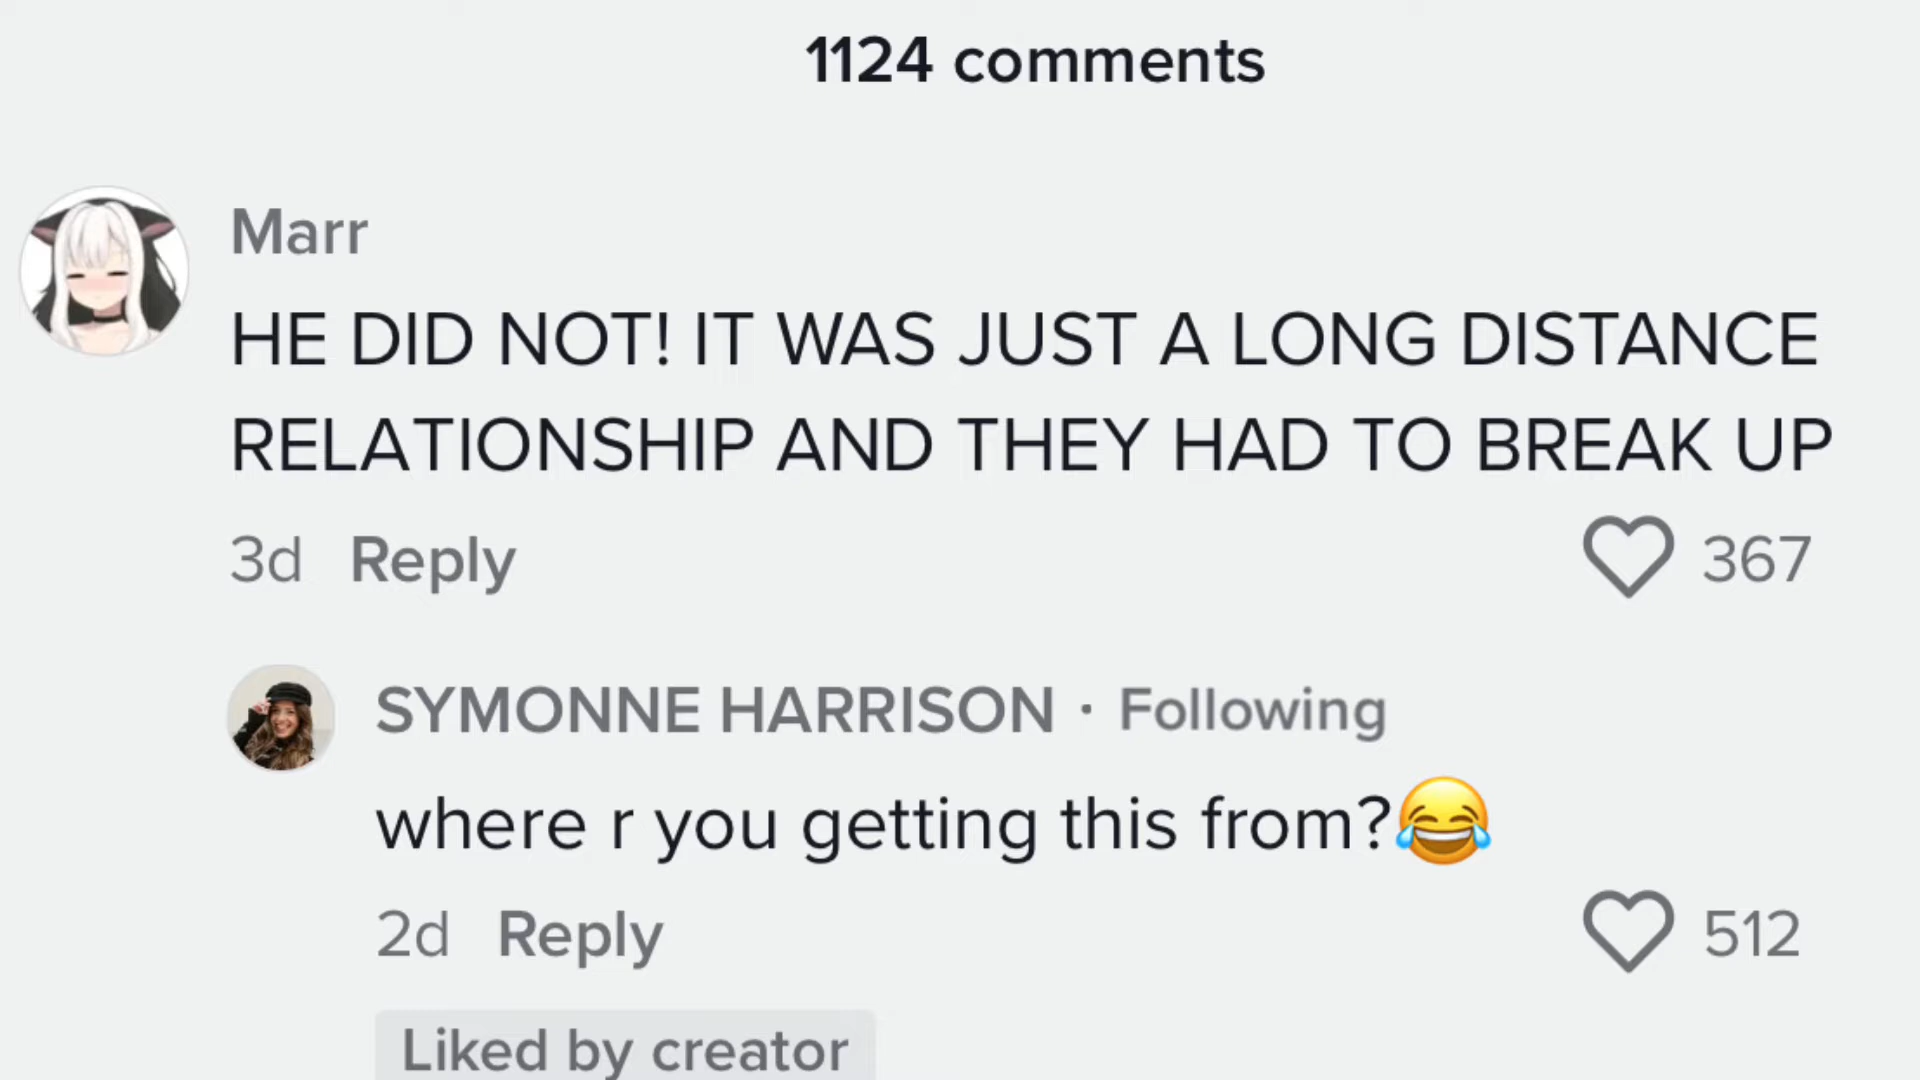 1124 comments
Marr
HE DID NOT! IT WAS JUST A LONG DISTANCE
RELATIONSHIP AND THEY HAD TO BREAK UP
3d Reply 367
SYMONNE HARRISON · Following
where r you getting this from?😂
2d Reply 512
Liked by creator